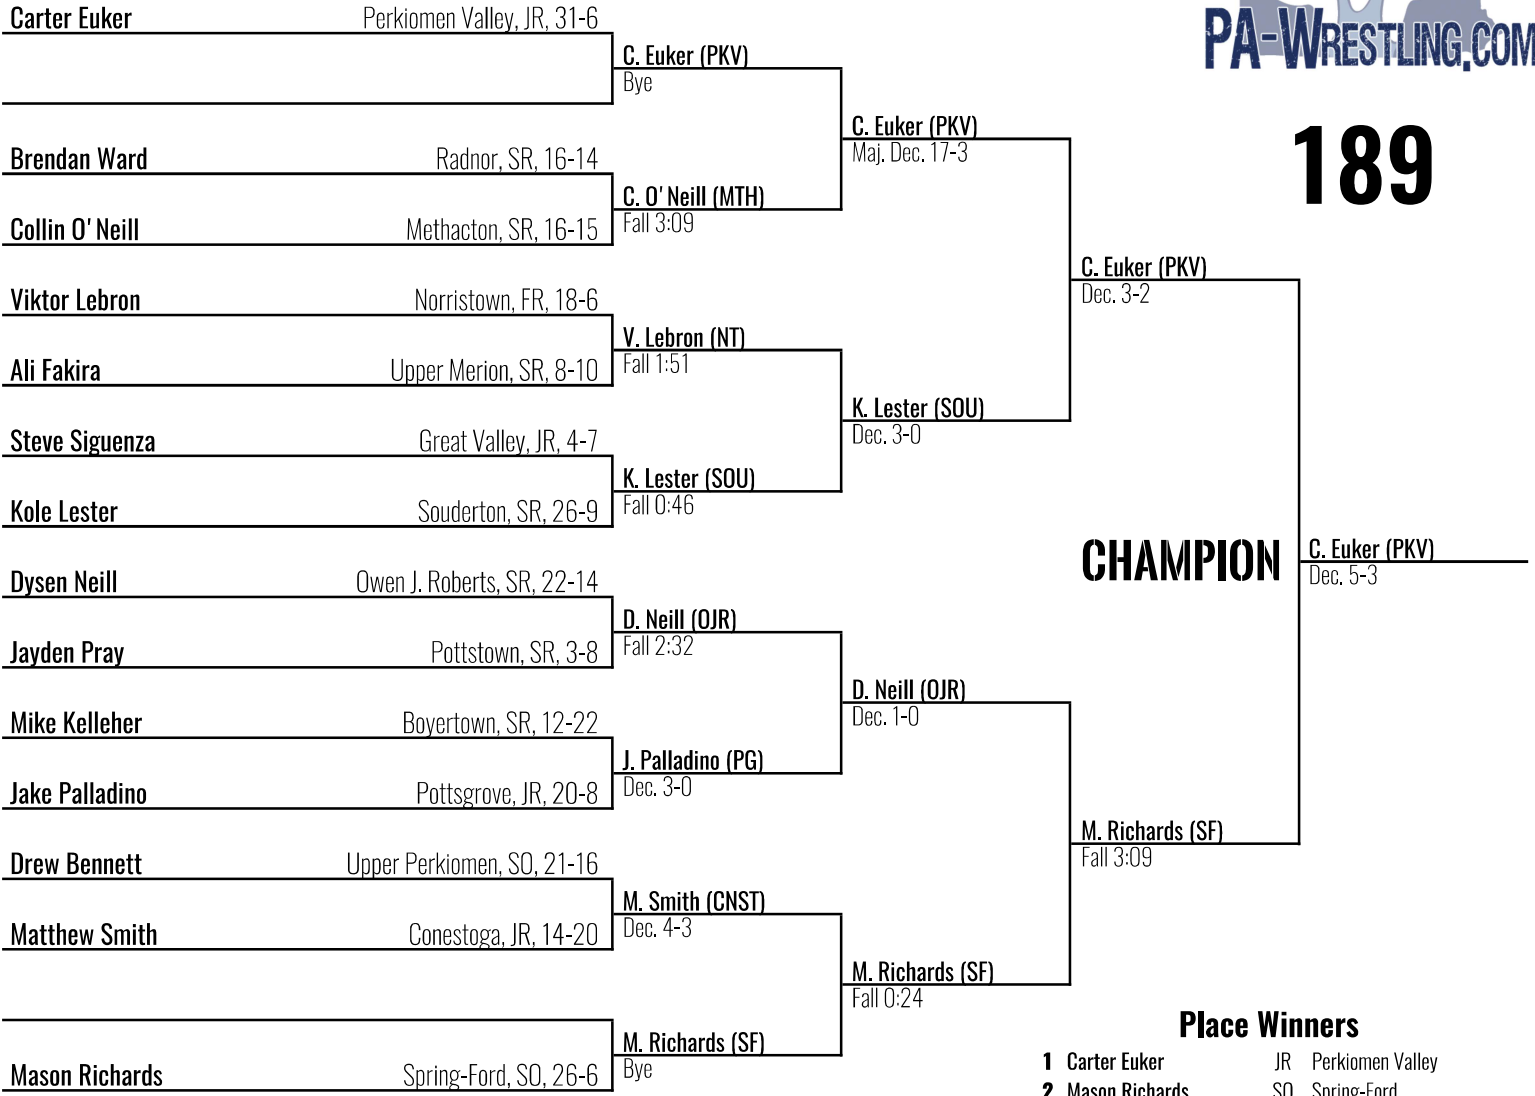 PA-WRESTLING.COM
189
Carter Euker Perkiomen Valley, JR, 31-6
C. Euker (PKV)
Bye
C. Euker (PKV)
Maj. Dec. 17-3
Brendan Ward Radnor, SR, 16-14
C. O'Neill (MTH)
Fall 3:09
Collin O'Neill Methacton, SR, 16-15
C. Euker (PKV)
Dec. 3-2
Viktor Lebron Norristown, FR, 18-6
V. Lebron (NT)
Fall 1:51
Ali Fakira Upper Merion, SR, 8-10
K. Lester (SOU)
Dec. 3-0
Steve Siguenza Great Valley, JR, 4-7
K. Lester (SOU)
Fall 0:46
Kole Lester Souderton, SR, 26-9
CHAMPION
C. Euker (PKV)
Dec. 5-3
Dysen Neill Owen J. Roberts, SR, 22-14
D. Neill (OJR)
Fall 2:32
Jayden Pray Pottstown, SR, 3-8
D. Neill (OJR)
Dec. 1-0
Mike Kelleher Boyertown, SR, 12-22
J. Palladino (PG)
Dec. 3-0
Jake Palladino Pottsgrove, JR, 20-8
M. Richards (SF)
Fall 3:09
Drew Bennett Upper Perkiomen, SO, 21-16
M. Smith (CNST)
Dec. 4-3
Matthew Smith Conestoga, JR, 14-20
M. Richards (SF)
Fall 0:24
M. Richards (SF)
Bye
Mason Richards Spring-Ford, SO, 26-6
Place Winners
1 Carter Euker JR Perkiomen Valley
2 Mason Richards SO Spring-Ford